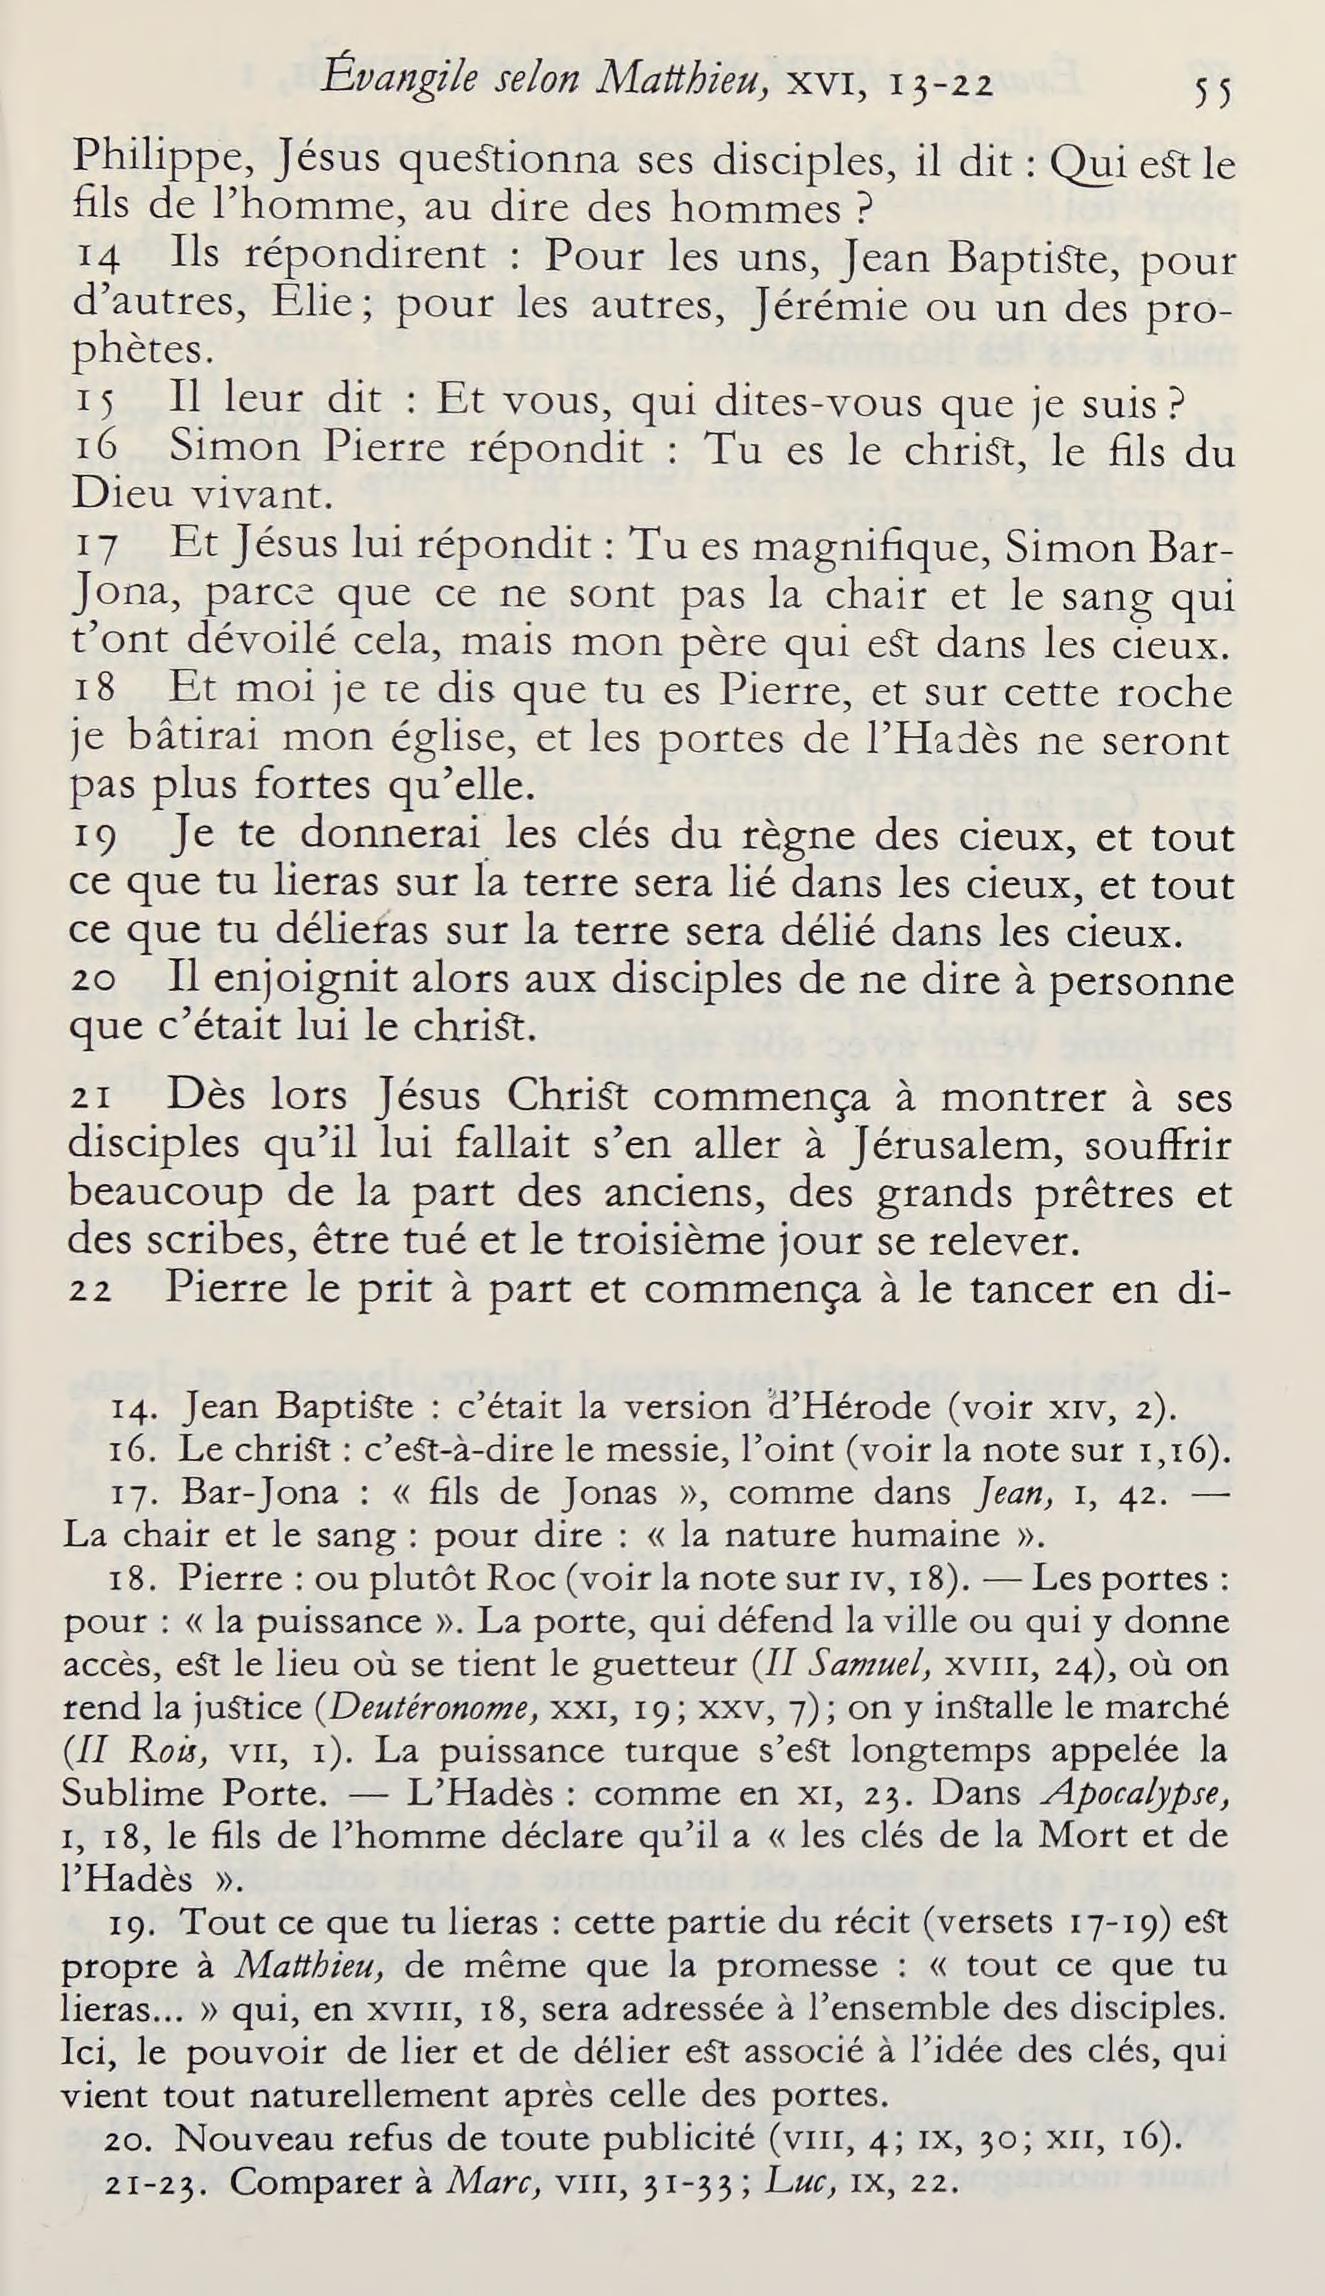 Évangile selon Matthieu, XVI, 13-22 55
Philippe, Jésus questionna ses disciples, il dit : Qui est le
fils de l'homme, au dire des hommes ?
14 Ils répondirent : Pour les uns, Jean Baptiste, pour
d'autres, Élie ; pour les autres, Jérémie ou un des pro-
phètes.
15 Il leur dit : Et vous, qui dites-vous que je suis ?
16 Simon Pierre répondit : Tu es le christ, le fils du
Dieu vivant.
17 Et Jésus lui répondit : Tu es magnifique, Simon Bar-
Jona, parce que ce ne sont pas la chair et le sang qui
t'ont dévoilé cela, mais mon père qui est dans les cieux.
18 Et moi je te dis que tu es Pierre, et sur cette roche
je bâtirai mon église, et les portes de l'Hadès ne seront
pas plus fortes qu'elle.
19 Je te donnerai les clés du règne des cieux, et tout
ce que tu lieras sur la terre sera lié dans les cieux, et tout
ce que tu délieras sur la terre sera délié dans les cieux.
20 Il enjoignit alors aux disciples de ne dire à personne
que c'était lui le christ.
21 Dès lors Jésus Christ commença à montrer à ses
disciples qu'il lui fallait s'en aller à Jérusalem, souffrir
beaucoup de la part des anciens, des grands prêtres et
des scribes, être tué et le troisième jour se relever.
22 Pierre le prit à part et commença à le tancer en di-
14. Jean Baptiste : c'était la version d'Hérode (voir XIV, 2).
16. Le christ : c'est-à-dire le messie, l'oint (voir la note sur I,16).
17. Bar-Jona : « fils de Jonas », comme dans Jean, I, 42. —
La chair et le sang : pour dire : « la nature humaine ».
18. Pierre : ou plutôt Roc (voir la note sur IV, 18). — Les portes :
pour : « la puissance ». La porte, qui défend la ville ou qui y donne
accès, est le lieu où se tient le guetteur (II Samuel, XVIII, 24), où on
rend la justice (Deutéronome, XXI, 19 ; XXV, 7) ; on y installe le marché
(II Rois, VII, 1). La puissance turque s'est longtemps appelée la
Sublime Porte. — L'Hadès : comme en XI, 23. Dans Apocalypse,
I, 18, le fils de l'homme déclare qu'il a « les clés de la Mort et de
l'Hadès ».
19. Tout ce que tu lieras : cette partie du récit (versets 17-19) est
propre à Matthieu, de même que la promesse : « tout ce que tu
lieras... » qui, en XVIII, 18, sera adressée à l'ensemble des disciples.
Ici, le pouvoir de lier et de délier est associé à l'idée des clés, qui
vient tout naturellement après celle des portes.
20. Nouveau refus de toute publicité (VIII, 4 ; IX, 30 ; XII, 16).
21-23. Comparer à Marc, VIII, 31-33 ; Luc, IX, 22.